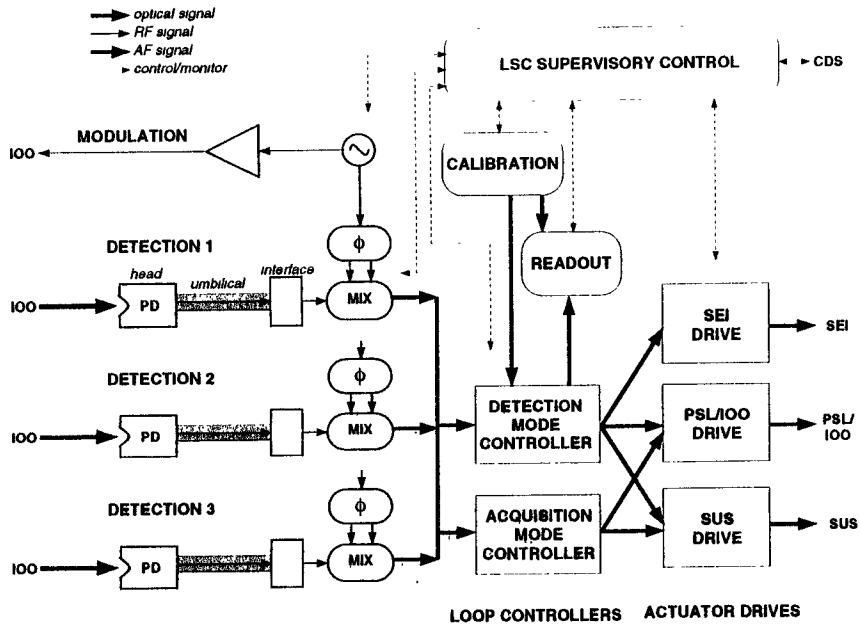 optical signal
RF signal
AF signal
control/monitor
LSC SUPERVISORY CONTROL
CDS
MODULATION
IOO
CALIBRATION
DETECTION 1
ϕ
READOUT
head
umbilical
interface
IOO
PD
MIX
SEI
DRIVE
SEI
DETECTION 2
ϕ
IOO
PD
MIX
DETECTION
MODE
CONTROLLER
PSL/IOO
DRIVE
PSL/
IOO
DETECTION 3
ϕ
IOO
PD
MIX
ACQUISITION
MODE
CONTROLLER
SUS
DRIVE
SUS
LOOP CONTROLLERS
ACTUATOR DRIVES